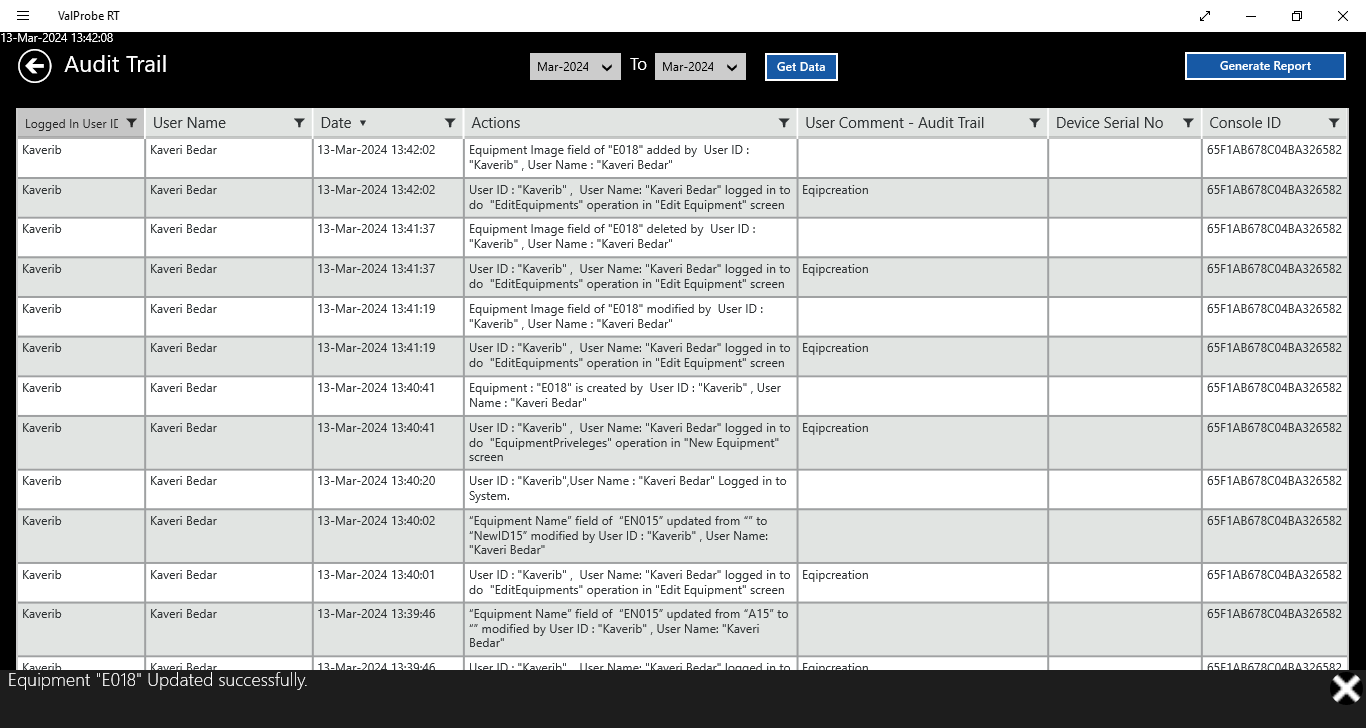 ValProbe RT
13-Mar-2024 13:42:08
Audit Trail
Mar-2024 To Mar-2024 Get Data
Generate Report
Logged In User ID User Name Date Actions User Comment - Audit Trail Device Serial No Console ID
Kaverib Kaveri Bedar 13-Mar-2024 13:42:02 Equipment Image field of "E018" added by User ID : 65F1AB678C04BA326582
"Kaverib" , User Name : "Kaveri Bedar"
Kaverib Kaveri Bedar 13-Mar-2024 13:42:02 User ID : "Kaverib" , User Name: "Kaveri Bedar" logged in to Eqipcreation 65F1AB678C04BA326582
do "EditEquipments" operation in "Edit Equipment" screen
Kaverib Kaveri Bedar 13-Mar-2024 13:41:37 Equipment Image field of "E018" deleted by User ID : 65F1AB678C04BA326582
"Kaverib" , User Name : "Kaveri Bedar"
Kaverib Kaveri Bedar 13-Mar-2024 13:41:37 User ID : "Kaverib" , User Name: "Kaveri Bedar" logged in to Eqipcreation 65F1AB678C04BA326582
do "EditEquipments" operation in "Edit Equipment" screen
Kaverib Kaveri Bedar 13-Mar-2024 13:41:19 Equipment Image field of "E018" modified by User ID : 65F1AB678C04BA326582
"Kaverib" , User Name : "Kaveri Bedar"
Kaverib Kaveri Bedar 13-Mar-2024 13:41:19 User ID : "Kaverib" , User Name: "Kaveri Bedar" logged in to Eqipcreation 65F1AB678C04BA326582
do "EditEquipments" operation in "Edit Equipment" screen
Kaverib Kaveri Bedar 13-Mar-2024 13:40:41 Equipment : "E018" is created by User ID : "Kaverib" , User 65F1AB678C04BA326582
Name : "Kaveri Bedar"
Kaverib Kaveri Bedar 13-Mar-2024 13:40:41 User ID : "Kaverib" , User Name: "Kaveri Bedar" logged in to Eqipcreation 65F1AB678C04BA326582
do "EquipmentPriveleges" operation in "New Equipment"
screen
Kaverib Kaveri Bedar 13-Mar-2024 13:40:20 User ID : "Kaverib",User Name : "Kaveri Bedar" Logged in to 65F1AB678C04BA326582
System.
Kaverib Kaveri Bedar 13-Mar-2024 13:40:02 “Equipment Name” field of “EN015” updated from “” to 65F1AB678C04BA326582
“NewID15” modified by User ID : "Kaverib" , User Name:
"Kaveri Bedar"
Kaverib Kaveri Bedar 13-Mar-2024 13:40:01 User ID : "Kaverib" , User Name: "Kaveri Bedar" logged in to Eqipcreation 65F1AB678C04BA326582
do "EditEquipments" operation in "Edit Equipment" screen
Kaverib Kaveri Bedar 13-Mar-2024 13:39:46 “Equipment Name” field of “EN015” updated from “A15” to 65F1AB678C04BA326582
“” modified by User ID : "Kaverib" , User Name: "Kaveri
Bedar"
Kaverib Kaveri Bedar 13-Mar-2024 13:39:46 User ID : "Kaverib" , User Name: "Kaveri Bedar" logged in to Eqipcreation 65F1AB678C04BA326582
Equipment "E018" Updated successfully.